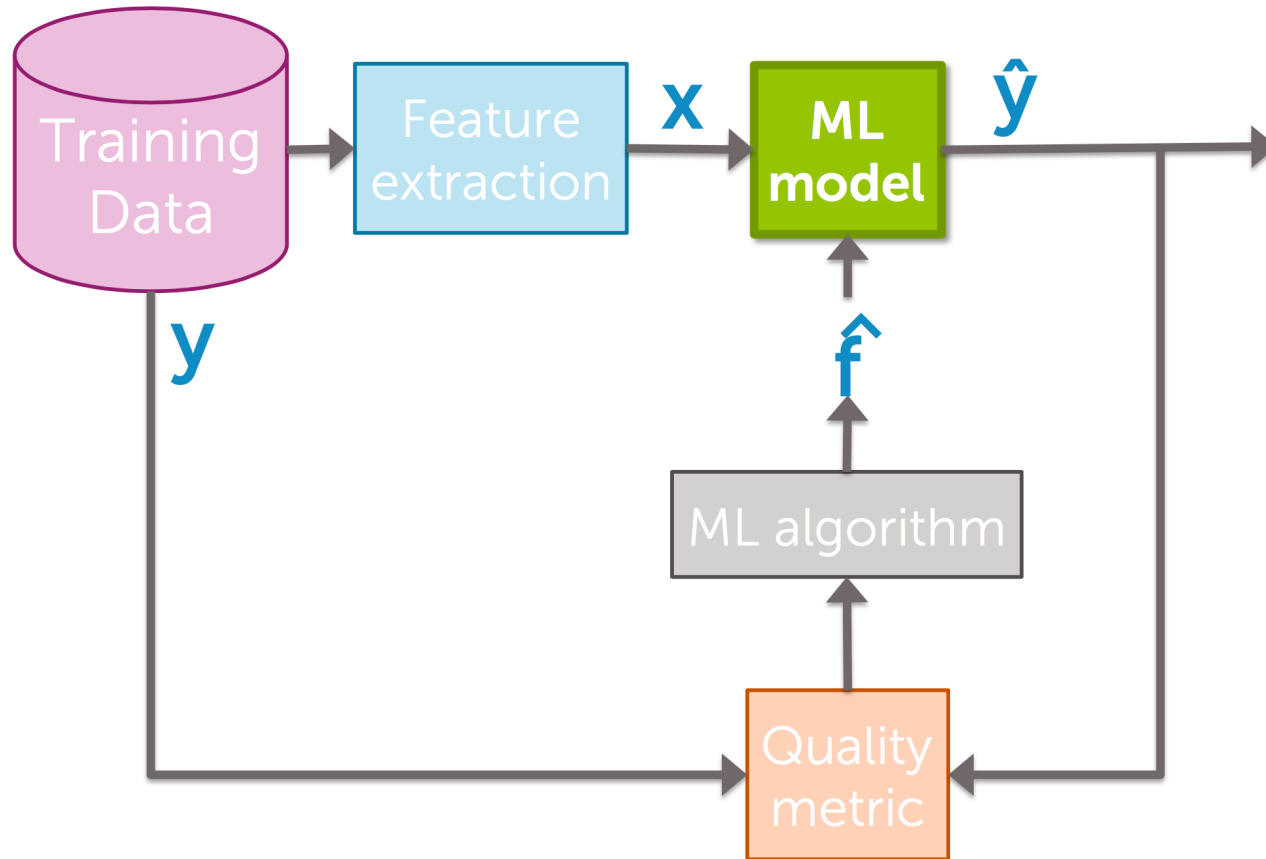 Training
Data
Feature
extraction
x
ML
model
ŷ
y
f̂
ML algorithm
Quality
metric